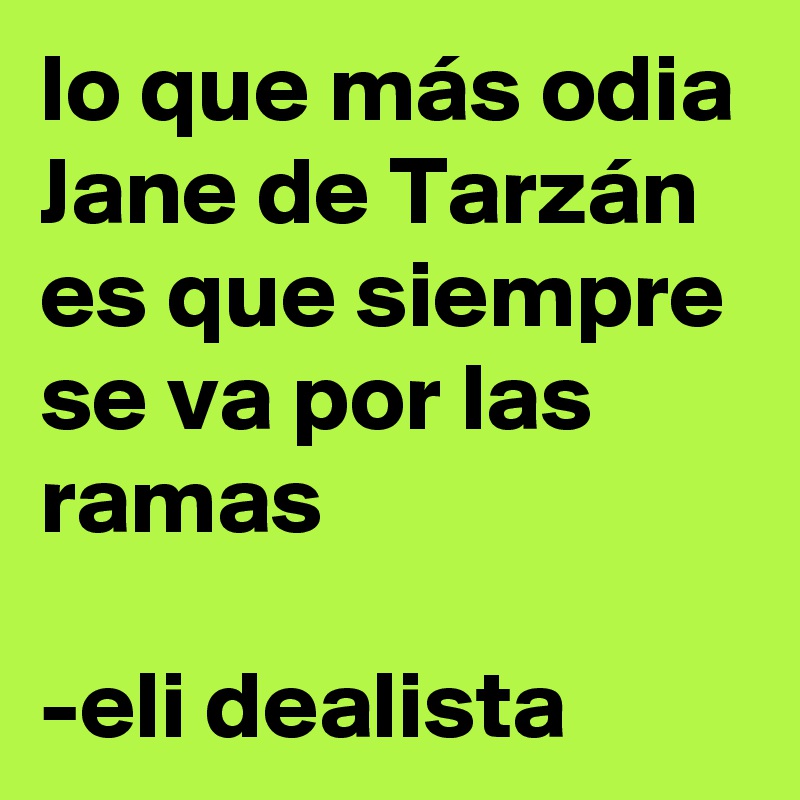 lo que más odia
Jane de Tarzán
es que siempre
se va por las
ramas
-eli dealista